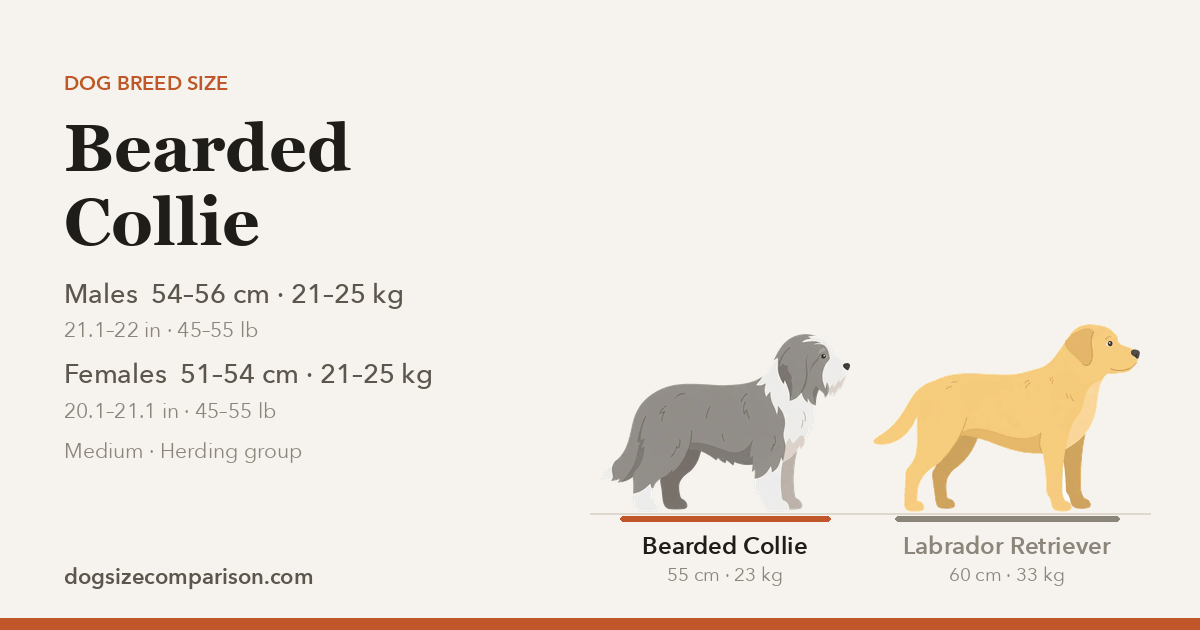 DOG BREED SIZE
Bearded
Collie
Males 54–56 cm · 21–25 kg
21.1–22 in · 45–55 lb
Females 51–54 cm · 21–25 kg
20.1–21.1 in · 45–55 lb
Medium · Herding group
dogsizecomparison.com
Bearded Collie
55 cm · 23 kg
Labrador Retriever
60 cm · 33 kg